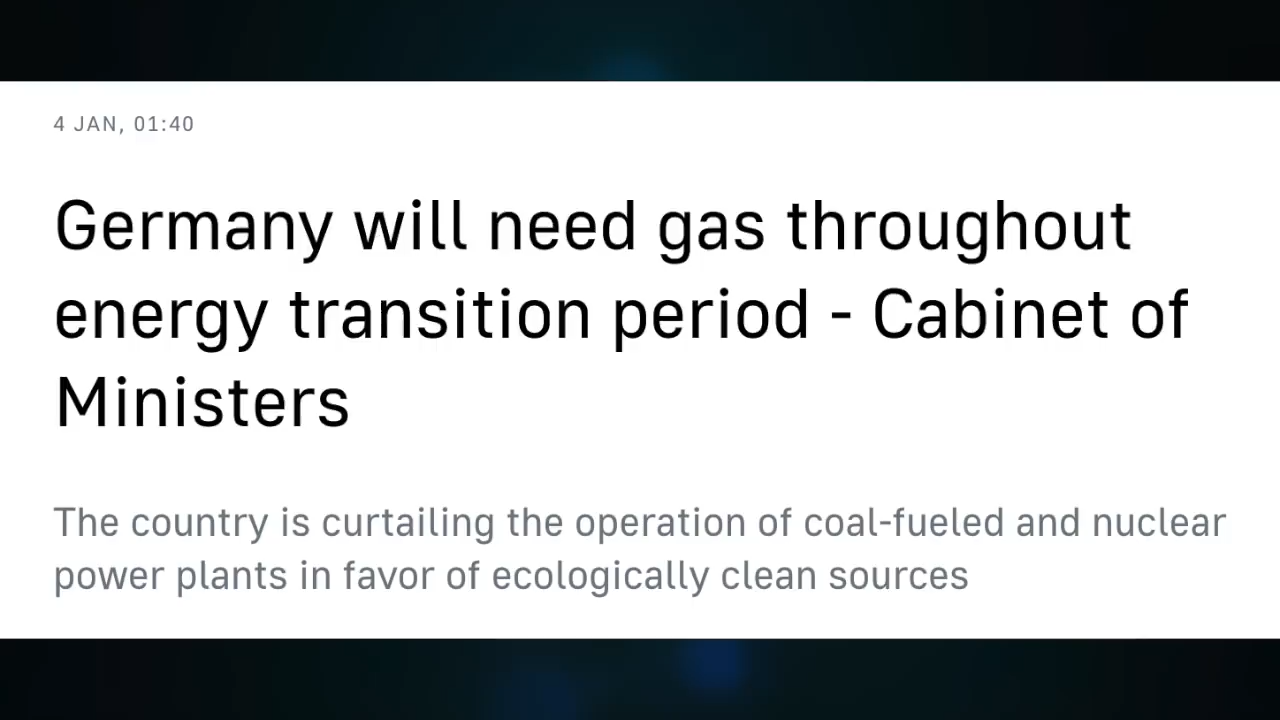 4 JAN, 01:40
Germany will need gas throughout
energy transition period - Cabinet of
Ministers
The country is curtailing the operation of coal-fueled and nuclear
power plants in favor of ecologically clean sources